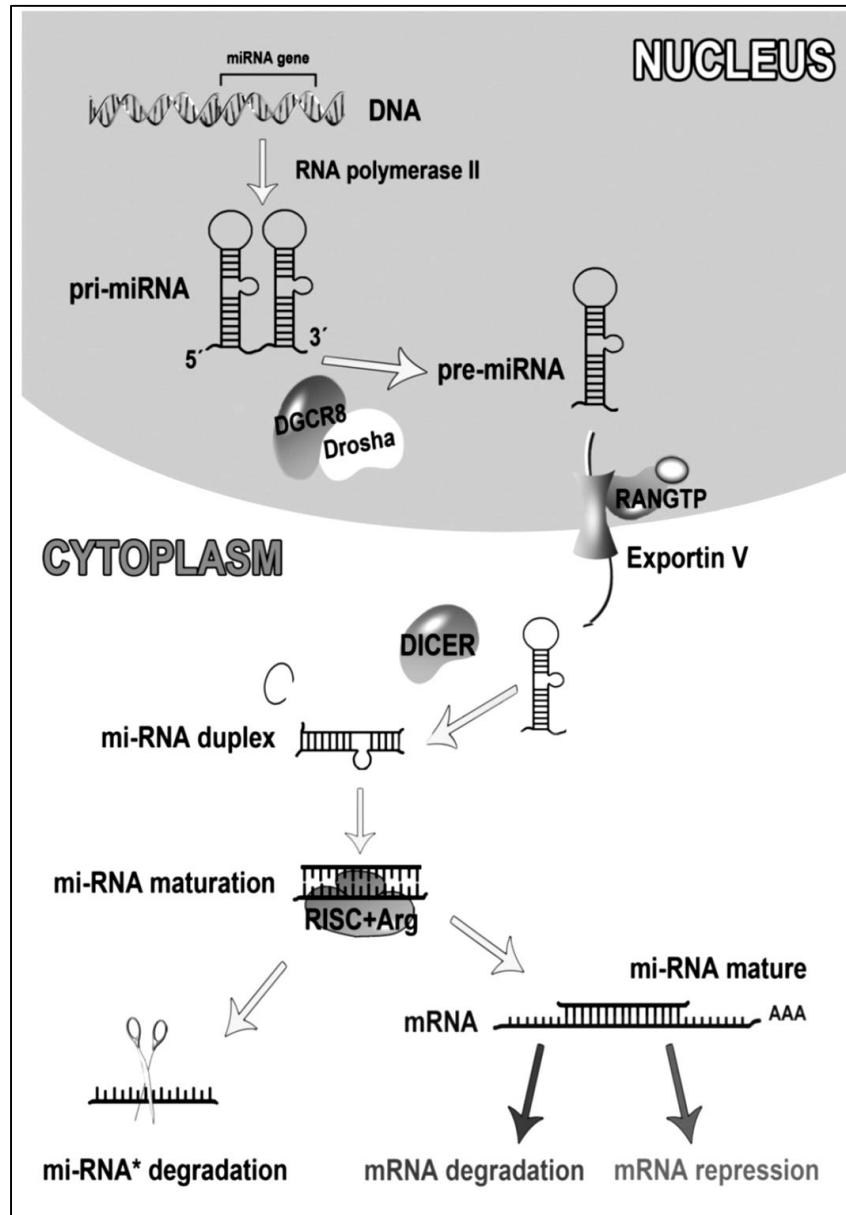 NUCLEUS
miRNA gene
DNA
RNA polymerase II
pri-miRNA
5´
3´
pre-miRNA
DGCR8
Drosha
RANGTP
Exportin V
CYTOPLASM
DICER
mi-RNA duplex
mi-RNA maturation
RISC+Arg
mi-RNA mature
mRNA
AAA
mi-RNA* degradation
mRNA degradation
mRNA repression